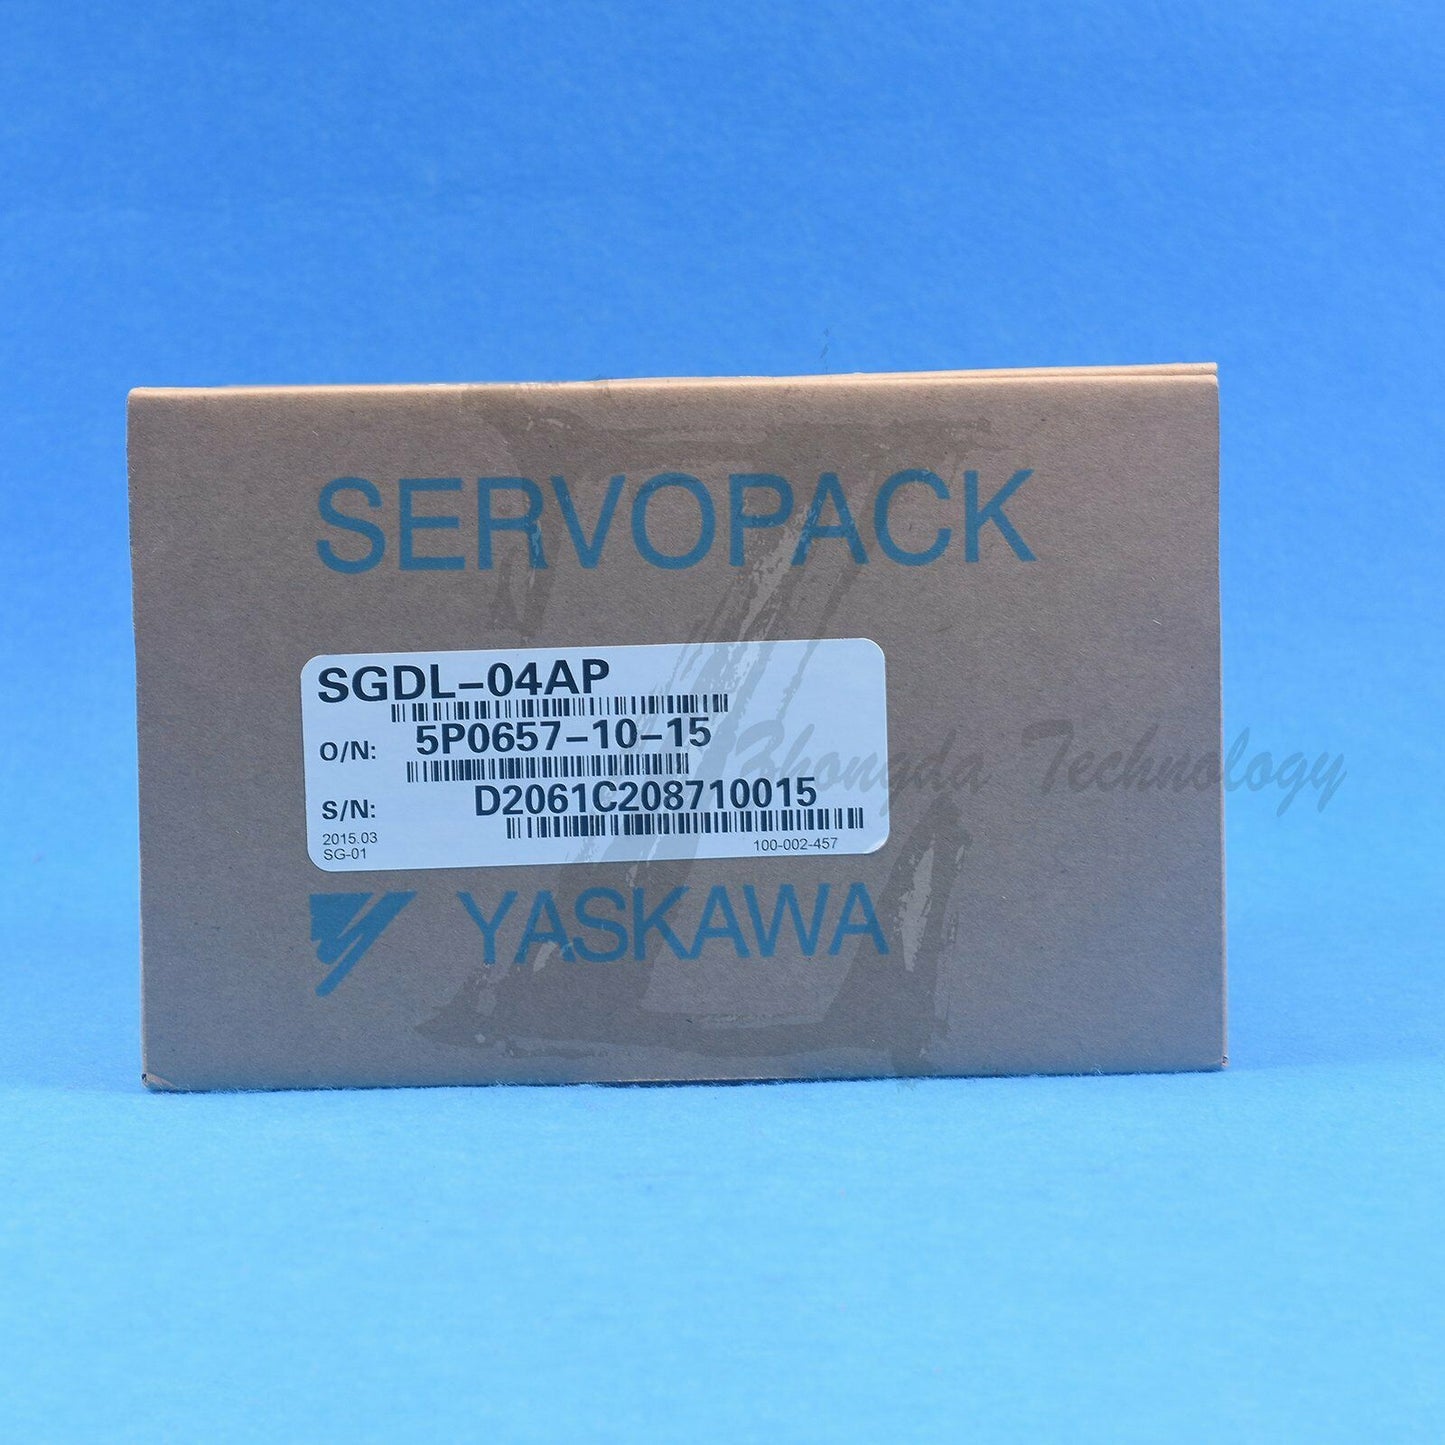 SERVOPACK
SGDL-04AP
O/N: 5P0657-10-15
S/N: D2061C208710015
2015.03
SG-01 100-002-457
YASKAWA
Zhongda Technology